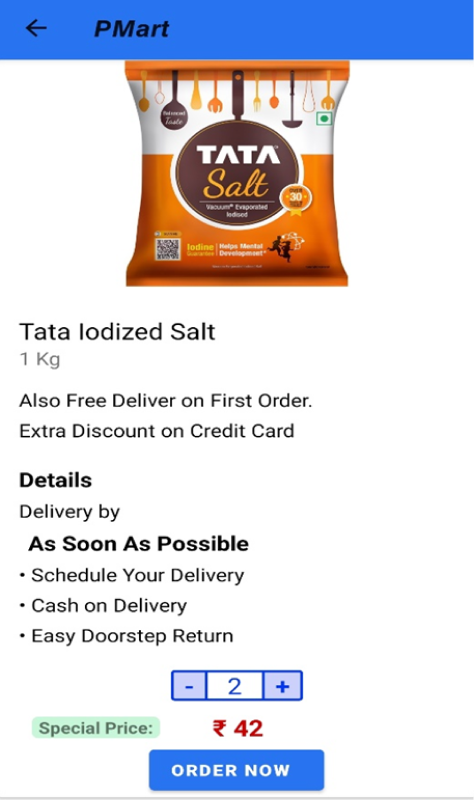 PMart
Balanced
Taste
TATA
Salt
Vacuum® Evaporated
Iodised
30
Iodine
Guarantee
Helps Mental
Development*
Tata Iodized Salt
1 Kg
Also Free Deliver on First Order.
Extra Discount on Credit Card
Details
Delivery by
As Soon As Possible
• Schedule Your Delivery
• Cash on Delivery
• Easy Doorstep Return
- 2 +
Special Price: ₹ 42
ORDER NOW